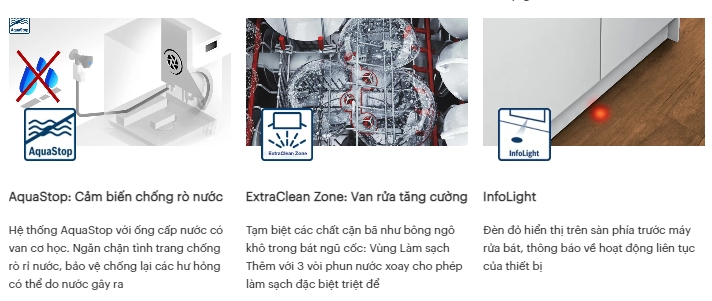 AquaStop
AquaStop
ExtraClean Zone
InfoLight
AquaStop: Cảm biến chống rò nước
Hệ thống AquaStop với ống cấp nước có
van cơ học. Ngăn chặn tình trang chống
rò rỉ nước, bảo vệ chống lại các hư hỏng
có thể do nước gây ra
ExtraClean Zone: Van rửa tăng cường
Tạm biệt các chất cặn bã như bông ngô
khô trong bát ngũ cốc: Vùng Làm sạch
Thêm với 3 vòi phun nước xoay cho phép
làm sạch đặc biệt triệt để
InfoLight
Đèn đỏ hiển thị trên sàn phía trước máy
rửa bát, thông báo về hoạt động liên tục
của thiết bị